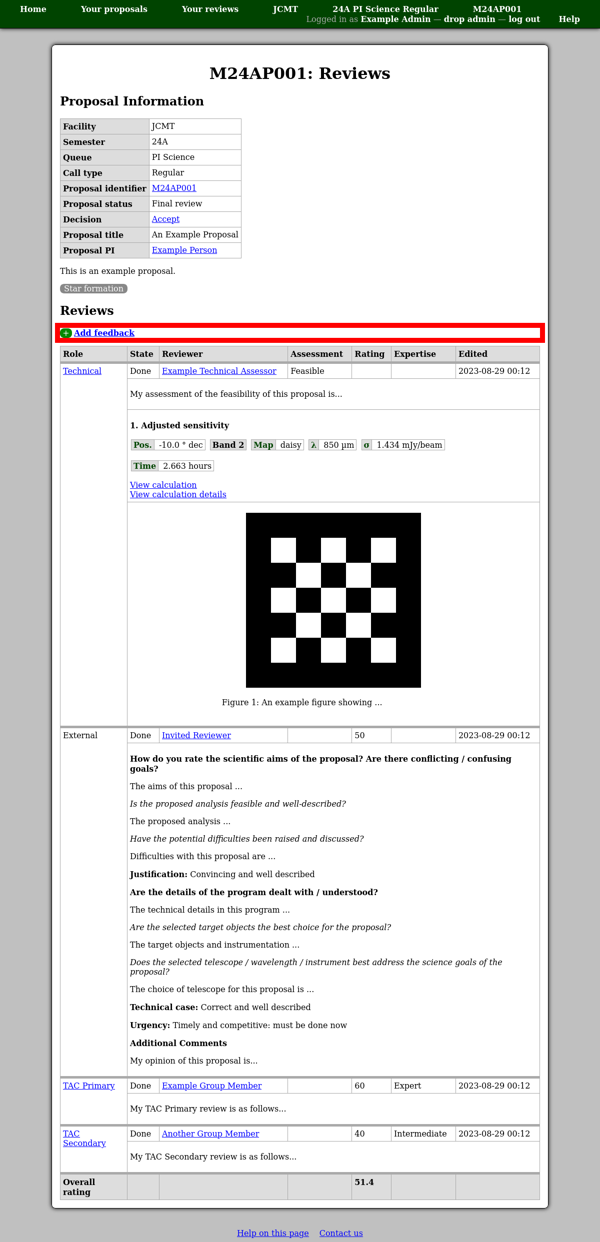 Home Your proposals Your reviews JCMT 24A PI Science Regular M24AP001
Logged in as Example Admin — drop admin — log out Help
M24AP001: Reviews
Proposal Information
Facility JCMT
Semester 24A
Queue PI Science
Call type Regular
Proposal identifier M24AP001
Proposal status Final review
Decision Accept
Proposal title An Example Proposal
Proposal PI Example Person
This is an example proposal.
Star formation
Reviews
+ Add feedback
Role State Reviewer Assessment Rating Expertise Edited
Technical Done Example Technical Assessor Feasible 2023-08-29 00:12
My assessment of the feasibility of this proposal is...
1. Adjusted sensitivity
Pos. -10.0 ° dec Band 2 Map daisy λ 850 µm σ 1.434 mJy/beam
Time 2.663 hours
View calculation
View calculation details
Figure 1: An example figure showing ...
External Done Invited Reviewer 50 2023-08-29 00:12
How do you rate the scientific aims of the proposal? Are there conflicting / confusing
goals?
The aims of this proposal ...
Is the proposed analysis feasible and well-described?
The proposed analysis ...
Have the potential difficulties been raised and discussed?
Difficulties with this proposal are ...
Justification: Convincing and well described
Are the details of the program dealt with / understood?
The technical details in this program ...
Are the selected target objects the best choice for the proposal?
The target objects and instrumentation ...
Does the selected telescope / wavelength / instrument best address the science goals of the
proposal?
The choice of telescope for this proposal is ...
Technical case: Correct and well described
Urgency: Timely and competitive: must be done now
Additional Comments
My opinion of this proposal is...
TAC Primary Done Example Group Member 60 Expert 2023-08-29 00:12
My TAC Primary review is as follows...
TAC Done Another Group Member 40 Intermediate 2023-08-29 00:12
Secondary
My TAC Secondary review is as follows...
Overall 51.4
rating
Help on this page Contact us